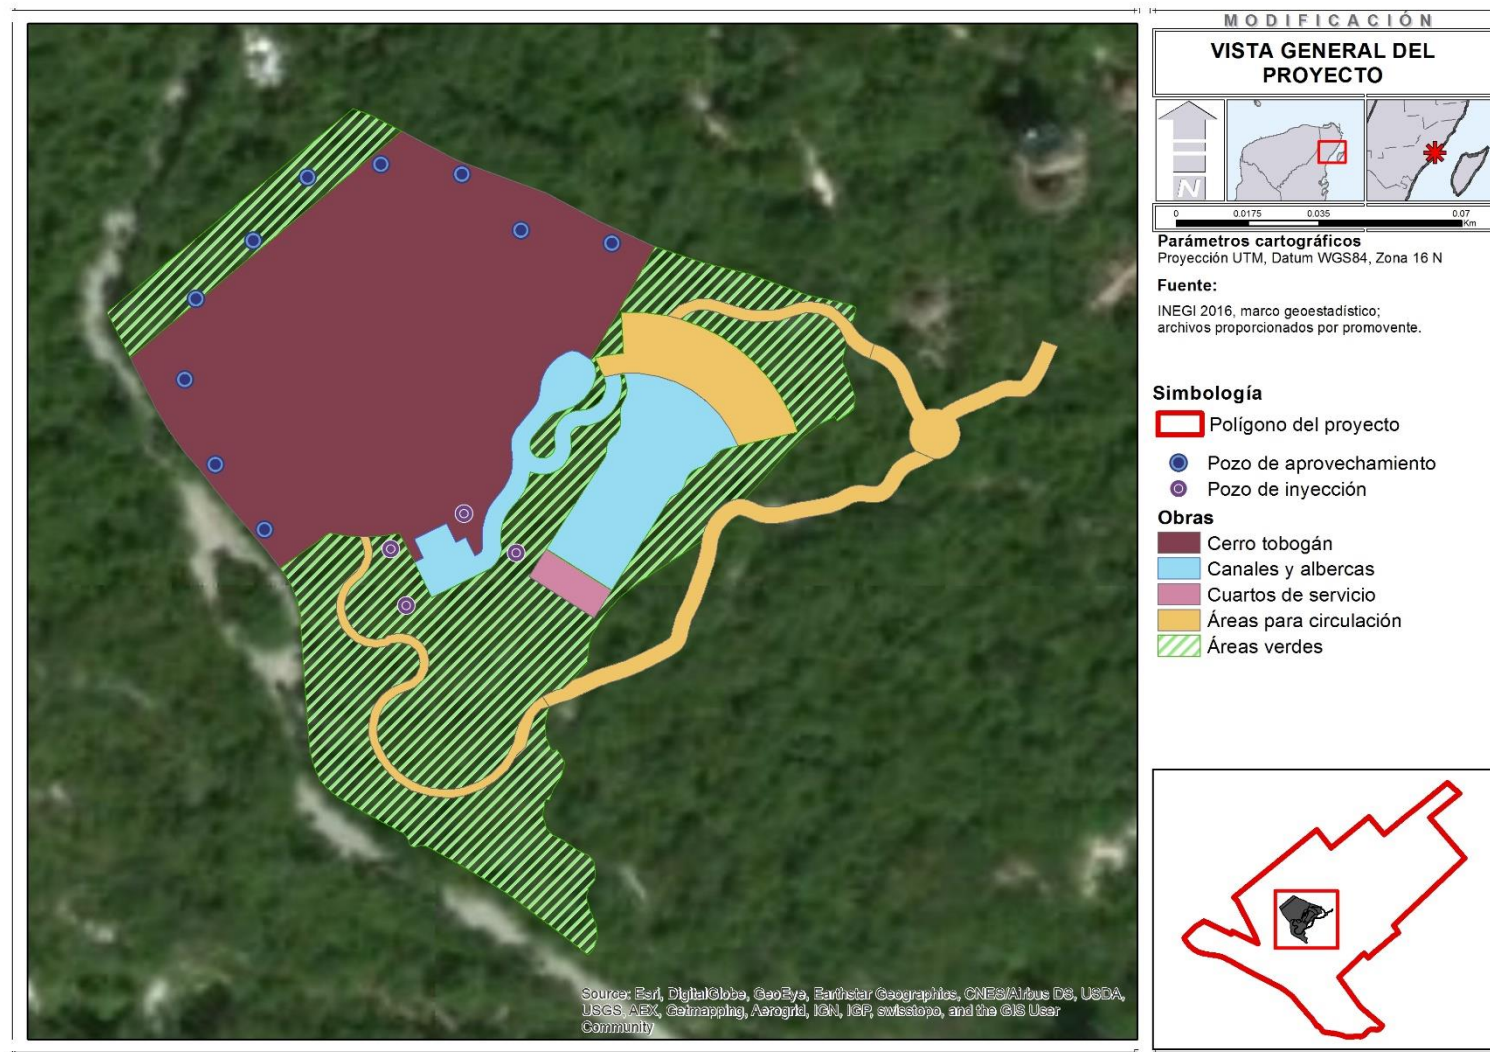 MODIFICACIÓN
VISTA GENERAL DEL
PROYECTO
N
0 0.0175 0.035 0.07
Km
Parámetros cartográficos
Proyección UTM, Datum WGS84, Zona 16 N
Fuente:
INEGI 2016, marco geoestadístico;
archivos proporcionados por promovente.
Simbología
Polígono del proyecto
Pozo de aprovechamiento
Pozo de inyección
Obras
Cerro tobogán
Canales y albercas
Cuartos de servicio
Áreas para circulación
Áreas verdes
Source: Esri, DigitalGlobe, GeoEye, Earthstar Geographics, CNES/Airbus DS, USDA,
USGS, AEX, Getmapping, Aerogrid, IGN, IGP, swisstopo, and the GIS User
Community